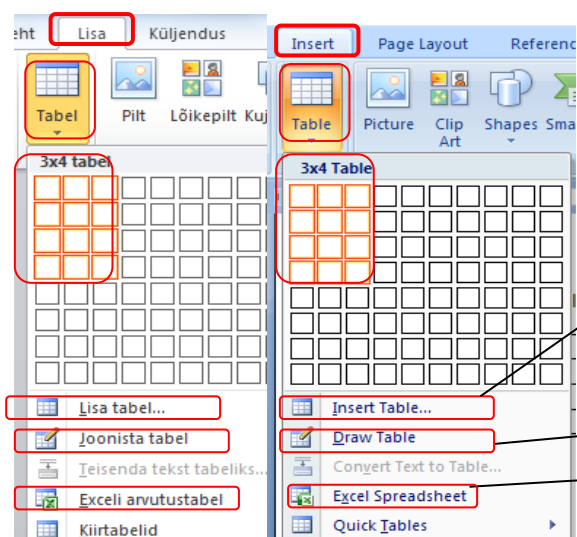 eht Lisa Küljendus
Tabel Pilt Lõikepilt Kuj
3x4 tabel
Lisa tabel...
Joonista tabel
Teisenda tekst tabeliks...
Exceli arvutustabel
Kiirtabelid
Insert Page Layout Referenc
Table Picture Clip Art Shapes Sma
3x4 Table
Insert Table...
Draw Table
Convert Text to Table...
Excel Spreadsheet
Quick Tables